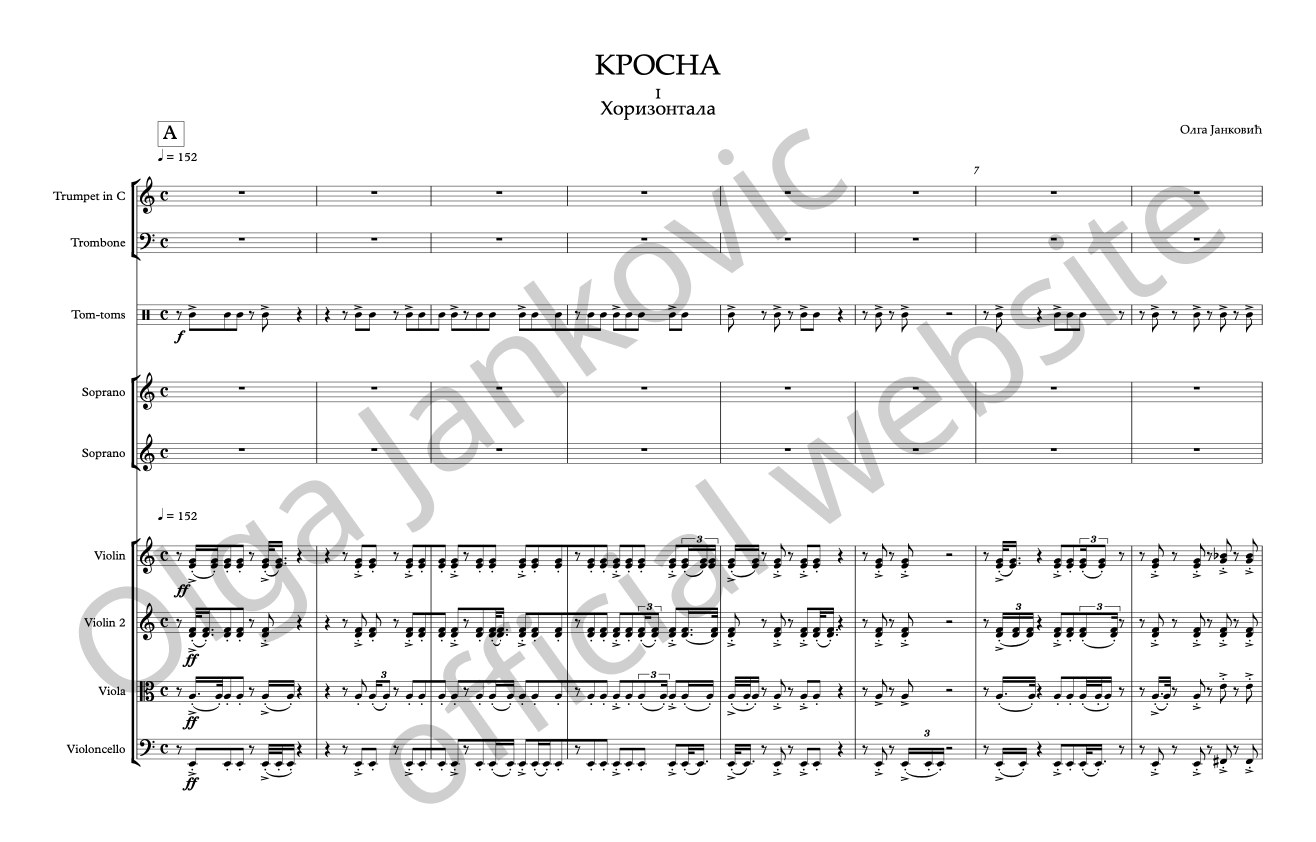 КРОСНА
I
Хоризонтала
Олга Јанковић
A
♩ = 152
7
Trumpet in C
Trombone
Tom-toms
f
Soprano
Soprano
♩ = 152
3
Violin
ff
3
3
3
3
Violin 2
ff
3
3
Viola
ff
3
Violoncello
ff
Olga Jankovic
official website